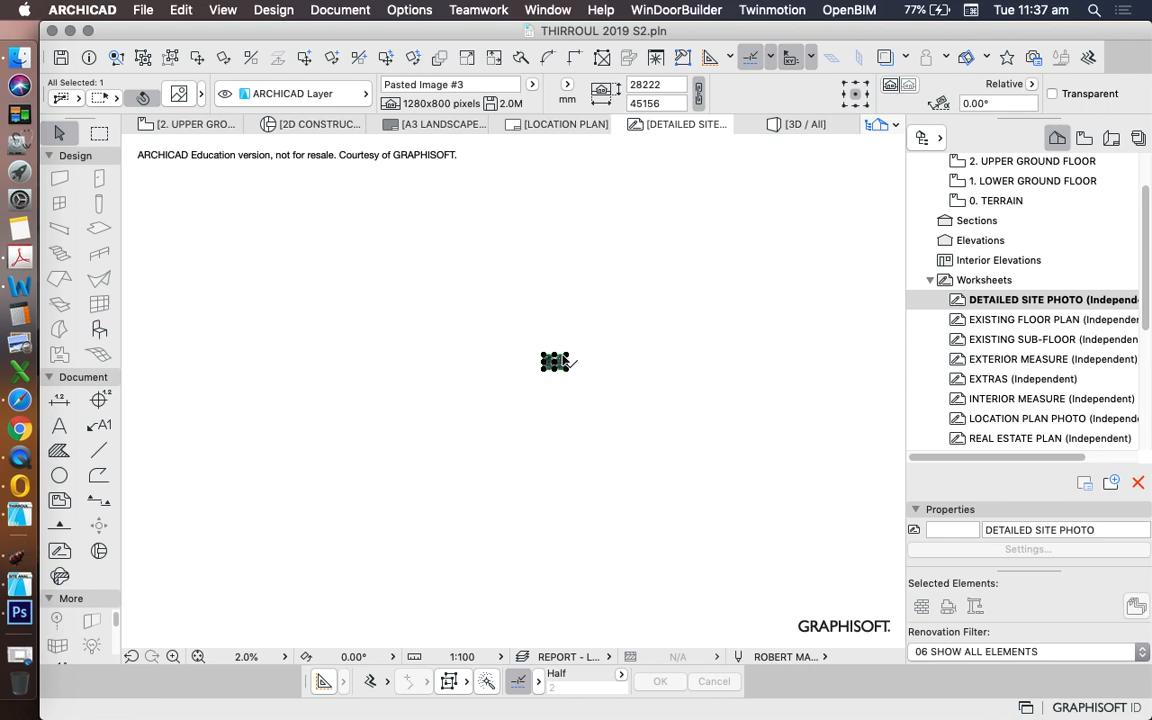 ARCHICAD File Edit View Design Document Options Teamwork Window Help WinDoorBuilder Twinmotion OpenBIM 77% Tue 11:37 am
THIRROUL 2019 S2.pln
All Selected: 1
ARCHICAD Layer
Pasted Image #3
1280x800 pixels 2.0M
mm
28222
45156
Relative
0.00°
Transparent
[2. UPPER GRO... [2D CONSTRUC... [A3 LANDSCAPE... [LOCATION PLAN] [DETAILED SITE... [3D / All]
ARCHICAD Education version, not for resale. Courtesy of GRAPHISOFT.
Design
Document
A1
More
2. UPPER GROUND FLOOR
1. LOWER GROUND FLOOR
0. TERRAIN
Sections
Elevations
Interior Elevations
Worksheets
DETAILED SITE PHOTO (Independ
EXISTING FLOOR PLAN (Independen
EXISTING SUB-FLOOR (Independen
EXTERIOR MEASURE (Independent)
EXTRAS (Independent)
INTERIOR MEASURE (Independent)
LOCATION PLAN PHOTO (Independ
REAL ESTATE PLAN (Independent)
Properties
DETAILED SITE PHOTO
Settings...
Selected Elements:
Renovation Filter:
06 SHOW ALL ELEMENTS
GRAPHISOFT.
2.0% 0.00° 1:100 REPORT - L... N/A ROBERT MA...
Half
2
OK Cancel
GRAPHISOFT ID